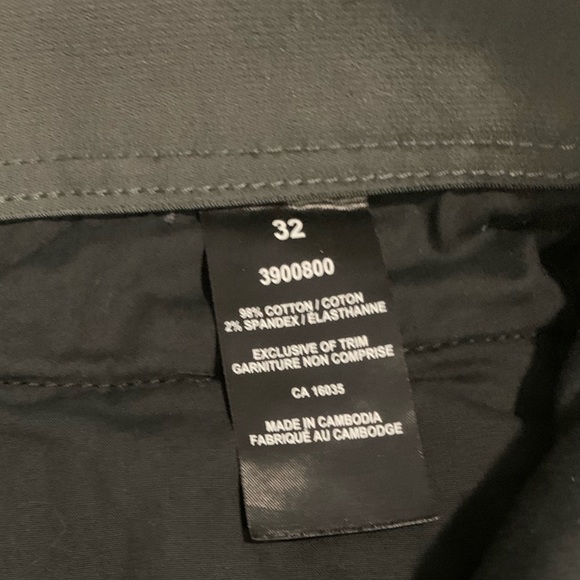 32
3900800
98% COTTON / COTON
2% SPANDEX / ÉLASTHANNE
EXCLUSIVE OF TRIM
GARNITURE NON COMPRISE
CA 16035
MADE IN CAMBODIA
FABRIQUÉ AU CAMBODGE